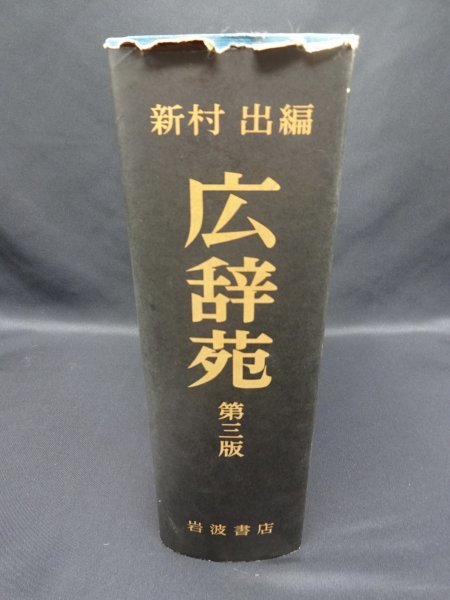 新村 出編
広辞苑
第三版
岩波書店